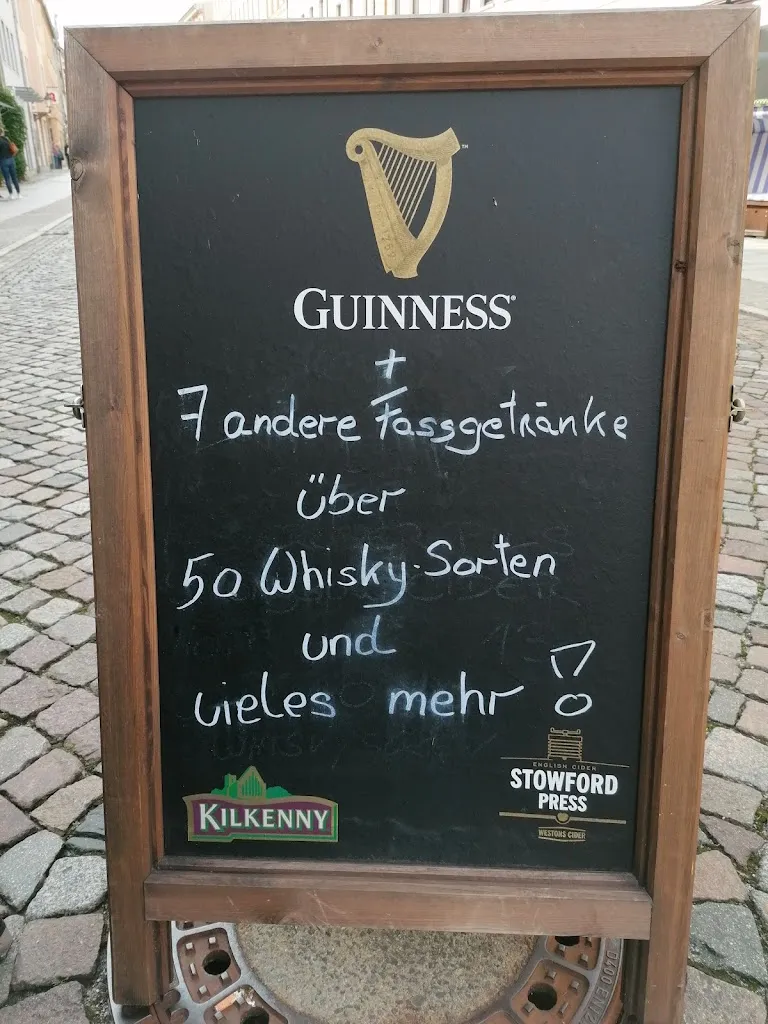 GUINNESS
+
7 andere Fassgetränke
über
50 Whisky-Sorten
und
vieles mehr!
KILKENNY
ENGLISH CIDER
STOWFORD
PRESS
WESTONS CIDER